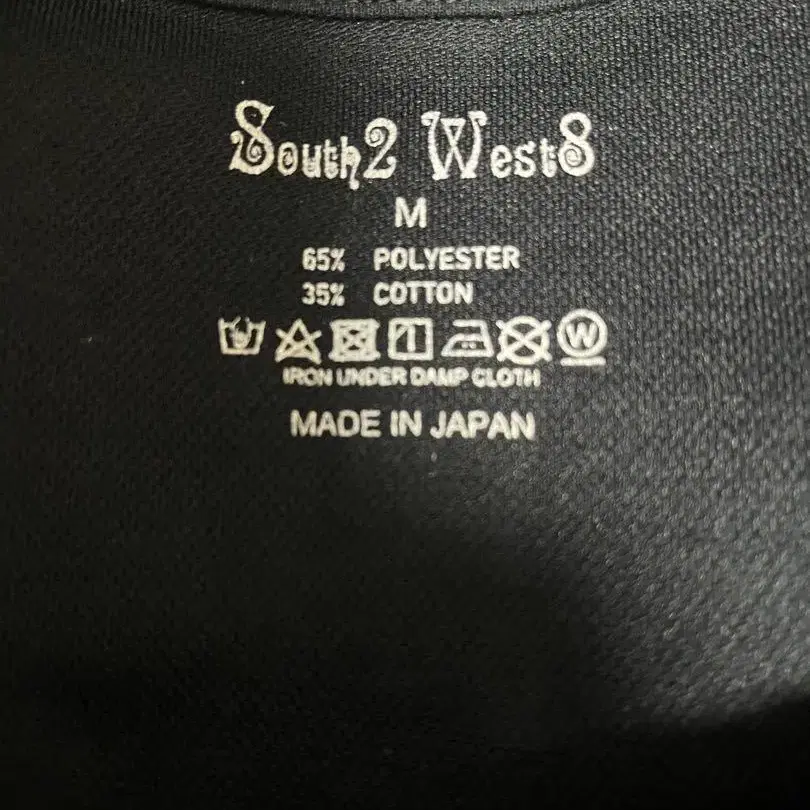 South2 West8
M
65% POLYESTER
35% COTTON
W
IRON UNDER DAMP CLOTH
MADE IN JAPAN